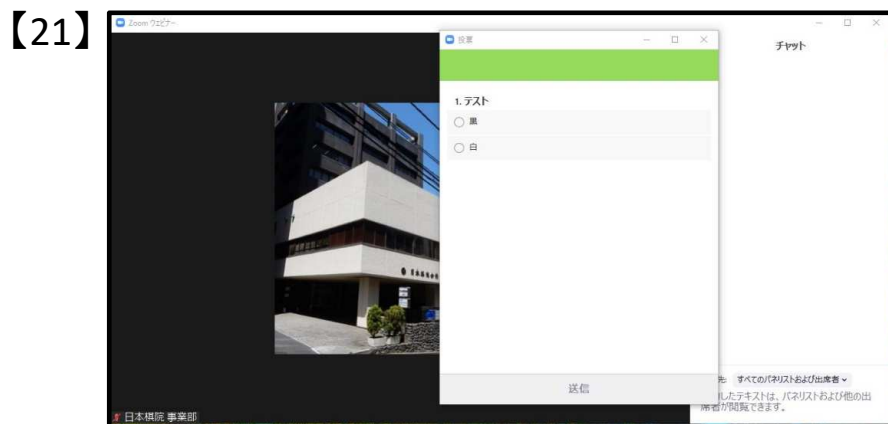 【21】
Zoom ウェビナー
投票
チャット
1. テスト
黒
白
送信
先: すべてのパネリストおよび出席者
したテキストは、パネリストおよび他の出
席者が閲覧できます。
日本棋院 事業部